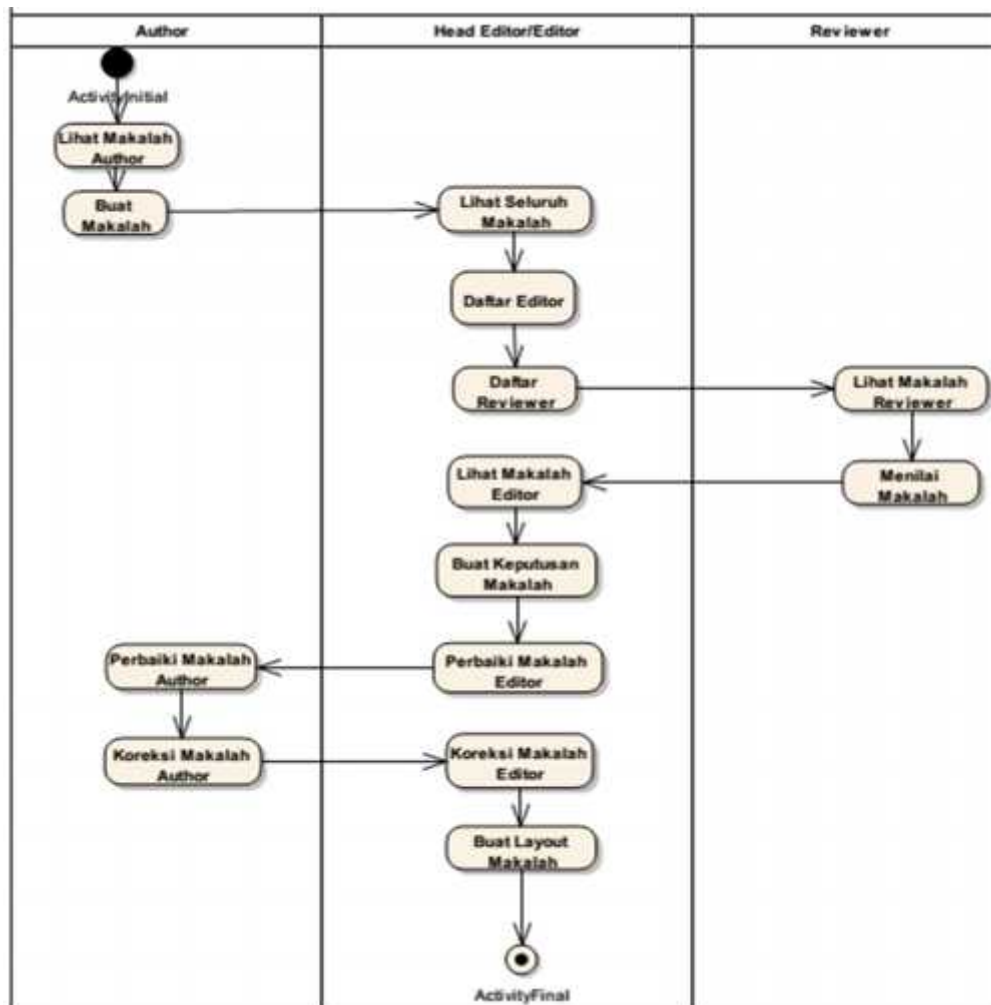 Author
Head Editor/Editor
Reviewer
ActivityInitial
Lihat Makalah
Author
Buat
Makalah
Lihat Seluruh
Makalah
Daftar Editor
Daftar
Reviewer
Lihat Makalah
Reviewer
Menilai
Makalah
Lihat Makalah
Editor
Buat Keputusan
Makalah
Perbaiki Makalah
Editor
Perbaiki Makalah
Author
Koreksi Makalah
Author
Koreksi Makalah
Editor
Buat Layout
Makalah
ActivityFinal